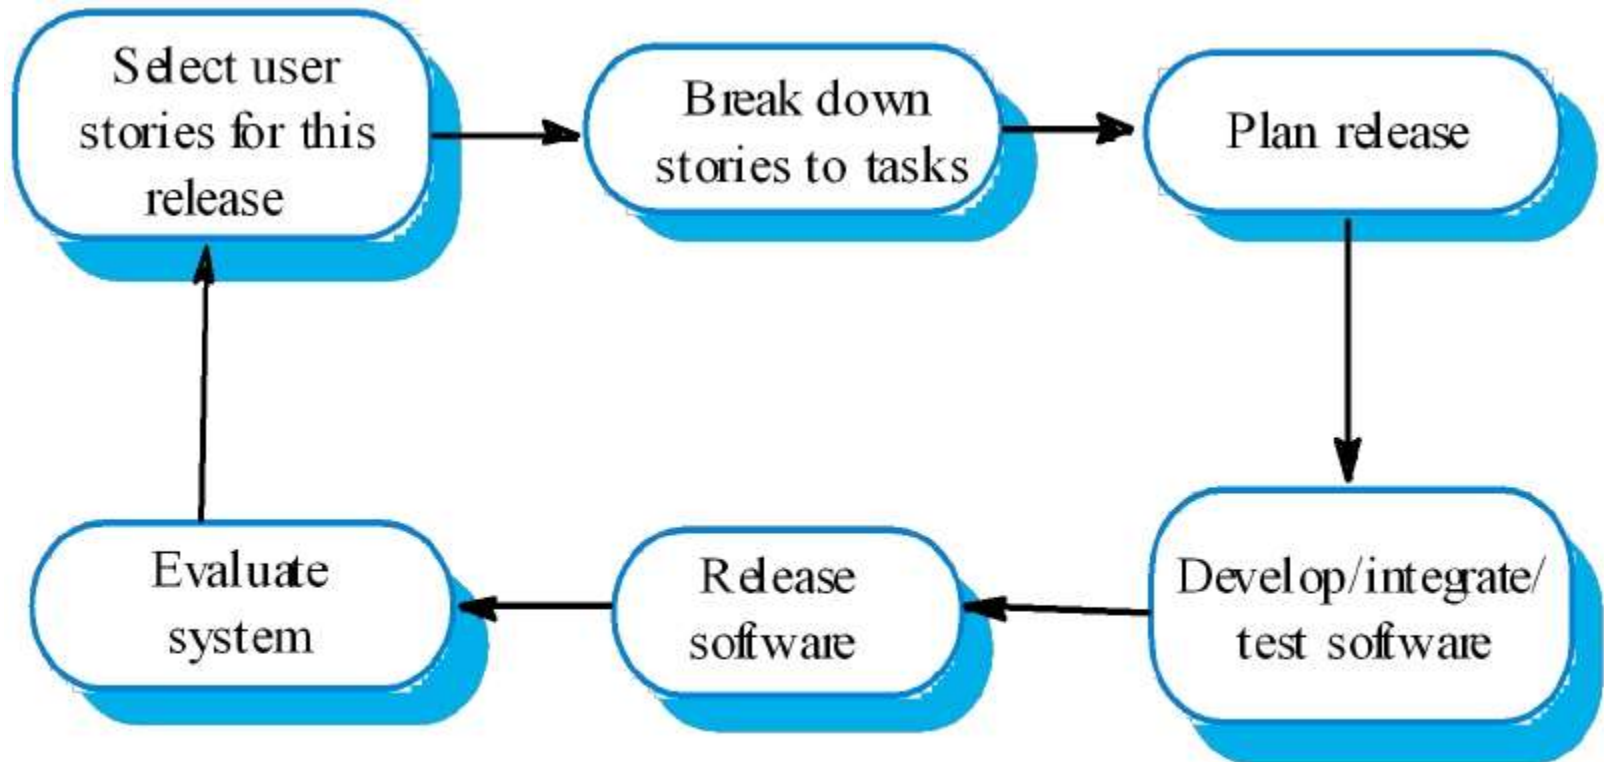 Select user
stories for this
release
Break down
stories to tasks
Plan release
Evaluate
system
Release
software
Develop/integrate/
test software